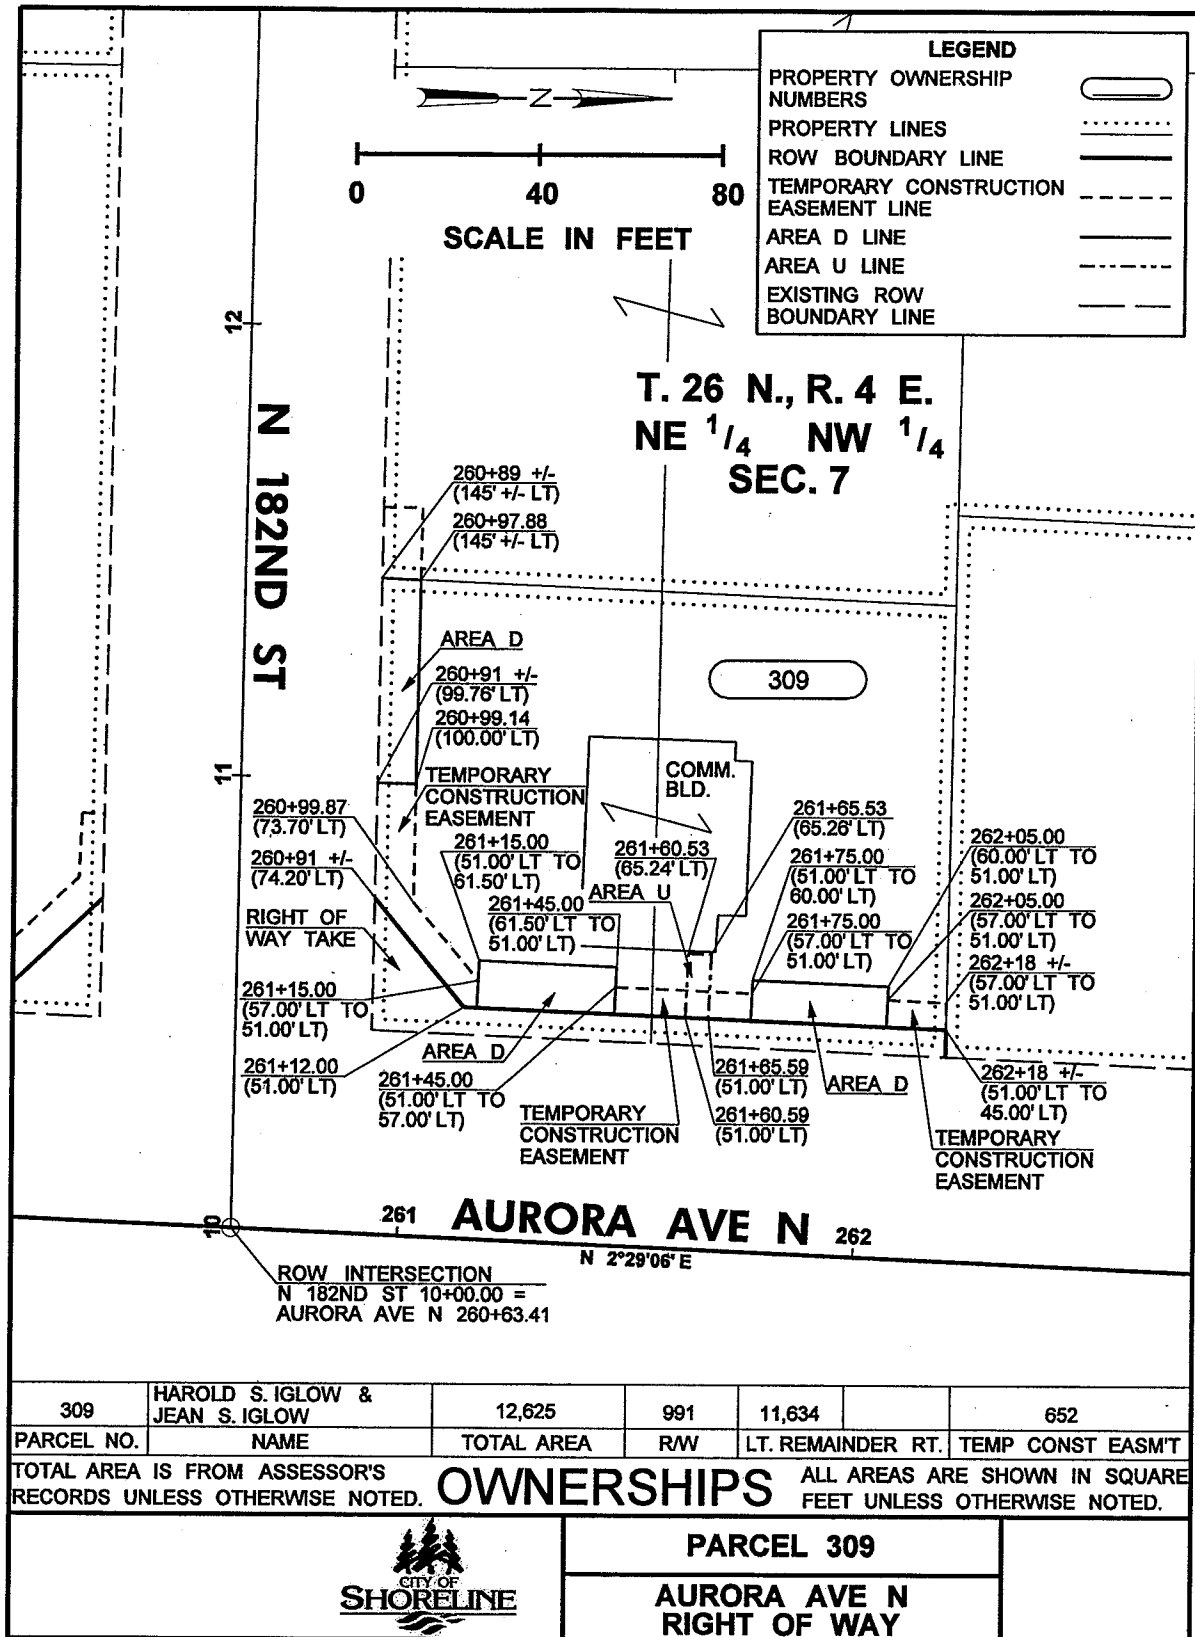 LEGEND
PROPERTY OWNERSHIP
NUMBERS
PROPERTY LINES
ROW BOUNDARY LINE
TEMPORARY CONSTRUCTION
EASEMENT LINE
AREA D LINE
AREA U LINE
EXISTING ROW
BOUNDARY LINE
N
0 40 80
SCALE IN FEET
T. 26 N., R. 4 E.
NE 1/4 NW 1/4
SEC. 7
12
N 182ND ST
11
10
260+89 +/-
(145' +/- LT)
260+97.88
(145' +/- LT)
AREA D
260+91 +/-
(99.76' LT)
260+99.14
(100.00' LT)
TEMPORARY
CONSTRUCTION
EASEMENT
309
COMM.
BLD.
260+99.87
(73.70' LT)
260+91 +/-
(74.20' LT)
RIGHT OF
WAY TAKE
261+15.00
(51.00' LT TO
61.50' LT)
261+45.00
(61.50' LT TO
51.00' LT)
261+60.53
(65.24' LT)
AREA U
261+65.53
(65.26' LT)
261+75.00
(51.00' LT TO
60.00' LT)
261+75.00
(57.00' LT TO
51.00' LT)
262+05.00
(60.00' LT TO
51.00' LT)
262+05.00
(57.00' LT TO
51.00' LT)
262+18 +/-
(57.00' LT TO
51.00' LT)
261+15.00
(57.00' LT TO
51.00' LT)
261+12.00
(51.00' LT)
AREA D
261+45.00
(51.00' LT TO
57.00' LT)
TEMPORARY
CONSTRUCTION
EASEMENT
261+65.59
(51.00' LT)
261+60.59
(51.00' LT)
AREA D
262+18 +/-
(51.00' LT TO
45.00' LT)
TEMPORARY
CONSTRUCTION
EASEMENT
261 AURORA AVE N 262
N 2°29'06" E
ROW INTERSECTION
N 182ND ST 10+00.00 =
AURORA AVE N 260+63.41
309 HAROLD S. IGLOW & JEAN S. IGLOW 12,625 991 11,634 652
PARCEL NO. NAME TOTAL AREA R/W LT. REMAINDER RT. TEMP CONST EASM'T
TOTAL AREA IS FROM ASSESSOR'S
RECORDS UNLESS OTHERWISE NOTED.
OWNERSHIPS
ALL AREAS ARE SHOWN IN SQUARE
FEET UNLESS OTHERWISE NOTED.
CITY OF
SHORELINE
PARCEL 309
AURORA AVE N
RIGHT OF WAY